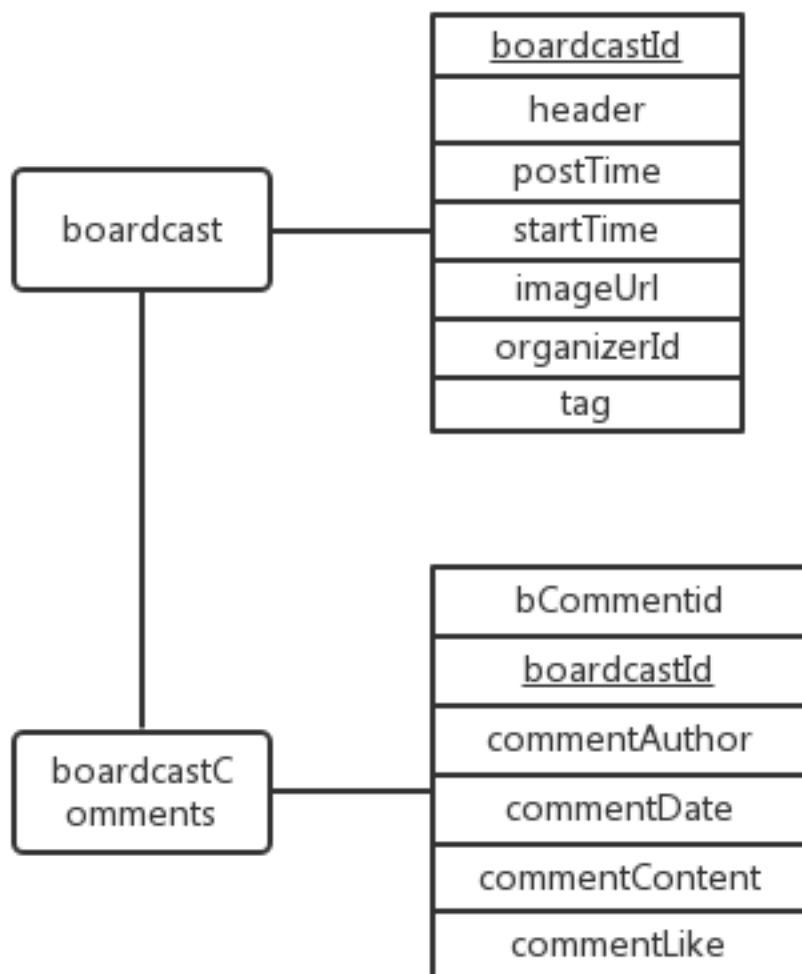 boardcastId
header
postTime
boardcast
startTime
imageUrl
organizerId
tag
bCommentid
boardcastId
commentAuthor
boardcastC
omments
commentDate
commentContent
commentLike